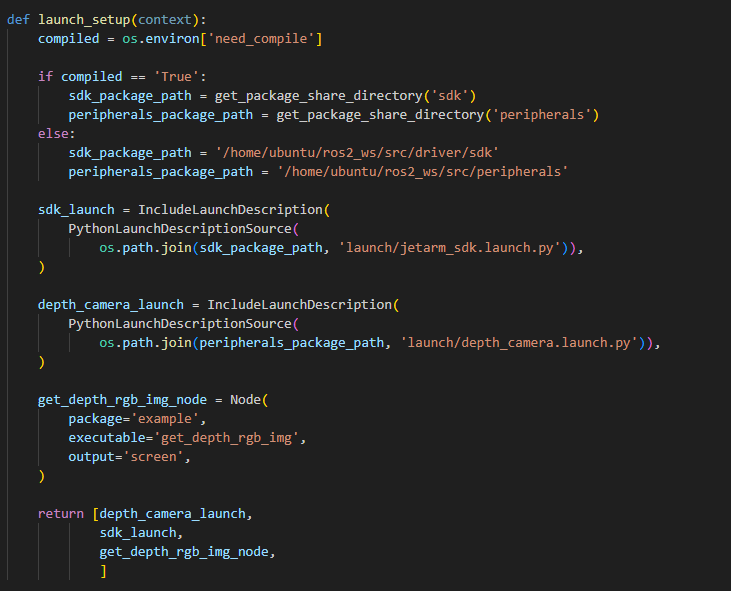 def launch_setup(context):
    compiled = os.environ['need_compile']

    if compiled == 'True':
        sdk_package_path = get_package_share_directory('sdk')
        peripherals_package_path = get_package_share_directory('peripherals')
    else:
        sdk_package_path = '/home/ubuntu/ros2_ws/src/driver/sdk'
        peripherals_package_path = '/home/ubuntu/ros2_ws/src/peripherals'

    sdk_launch = IncludeLaunchDescription(
        PythonLaunchDescriptionSource(
            os.path.join(sdk_package_path, 'launch/jetarm_sdk.launch.py')),
    )

    depth_camera_launch = IncludeLaunchDescription(
        PythonLaunchDescriptionSource(
            os.path.join(peripherals_package_path, 'launch/depth_camera.launch.py')),
    )

    get_depth_rgb_img_node = Node(
        package='example',
        executable='get_depth_rgb_img',
        output='screen',
    )

    return [depth_camera_launch,
            sdk_launch,
            get_depth_rgb_img_node,
            ]